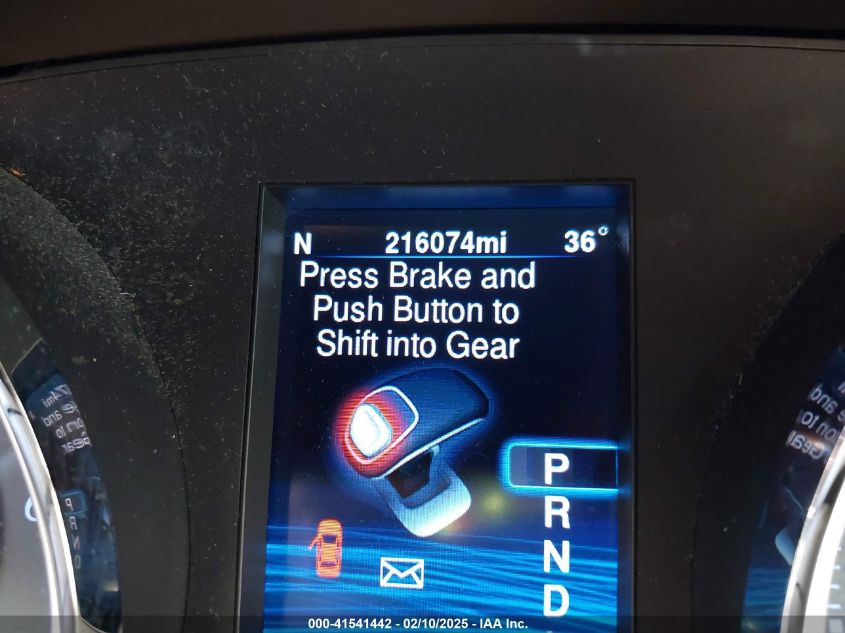 N 216074mi 36°
Press Brake and
Push Button to
Shift into Gear
P
R
N
D
000-41541442 - 02/10/2025 - IAA Inc.